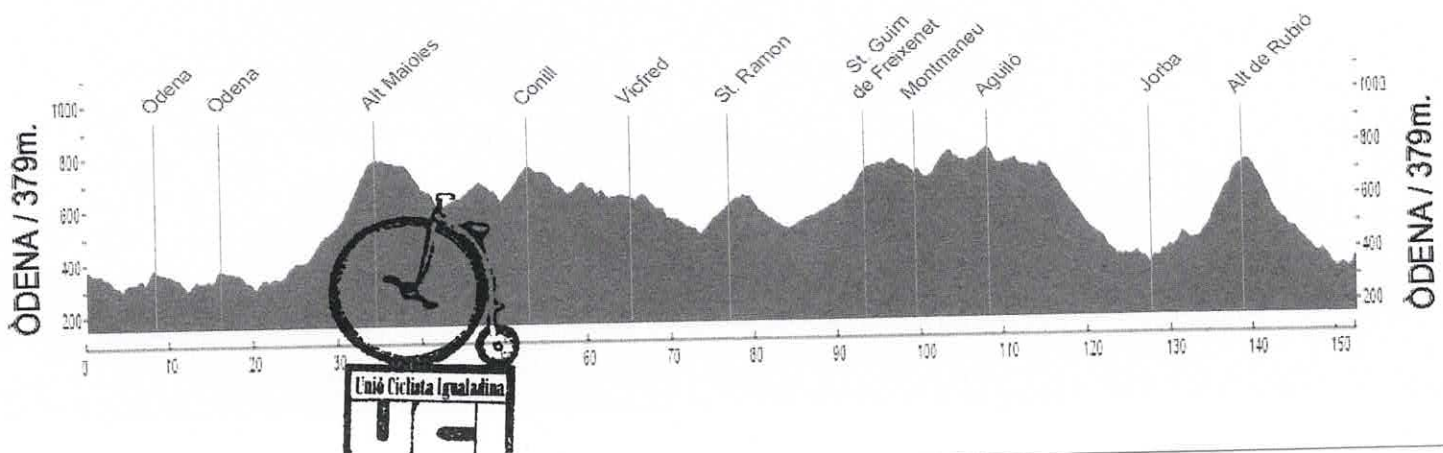 Odena
Odena
Alt Maioles
Conill
Vicfred
St. Ramon
St. Guim
de Freixenet
Montmaneu
Aguiló
Jorba
Alt de Rubió
ÒDENA / 379m.
1000
800
600
400
200
1000
800
600
400
200
ÒDENA / 379m.
0 10 20 30 60 70 80 90 100 110 120 130 140 150
Unió Ciclista Igualadina